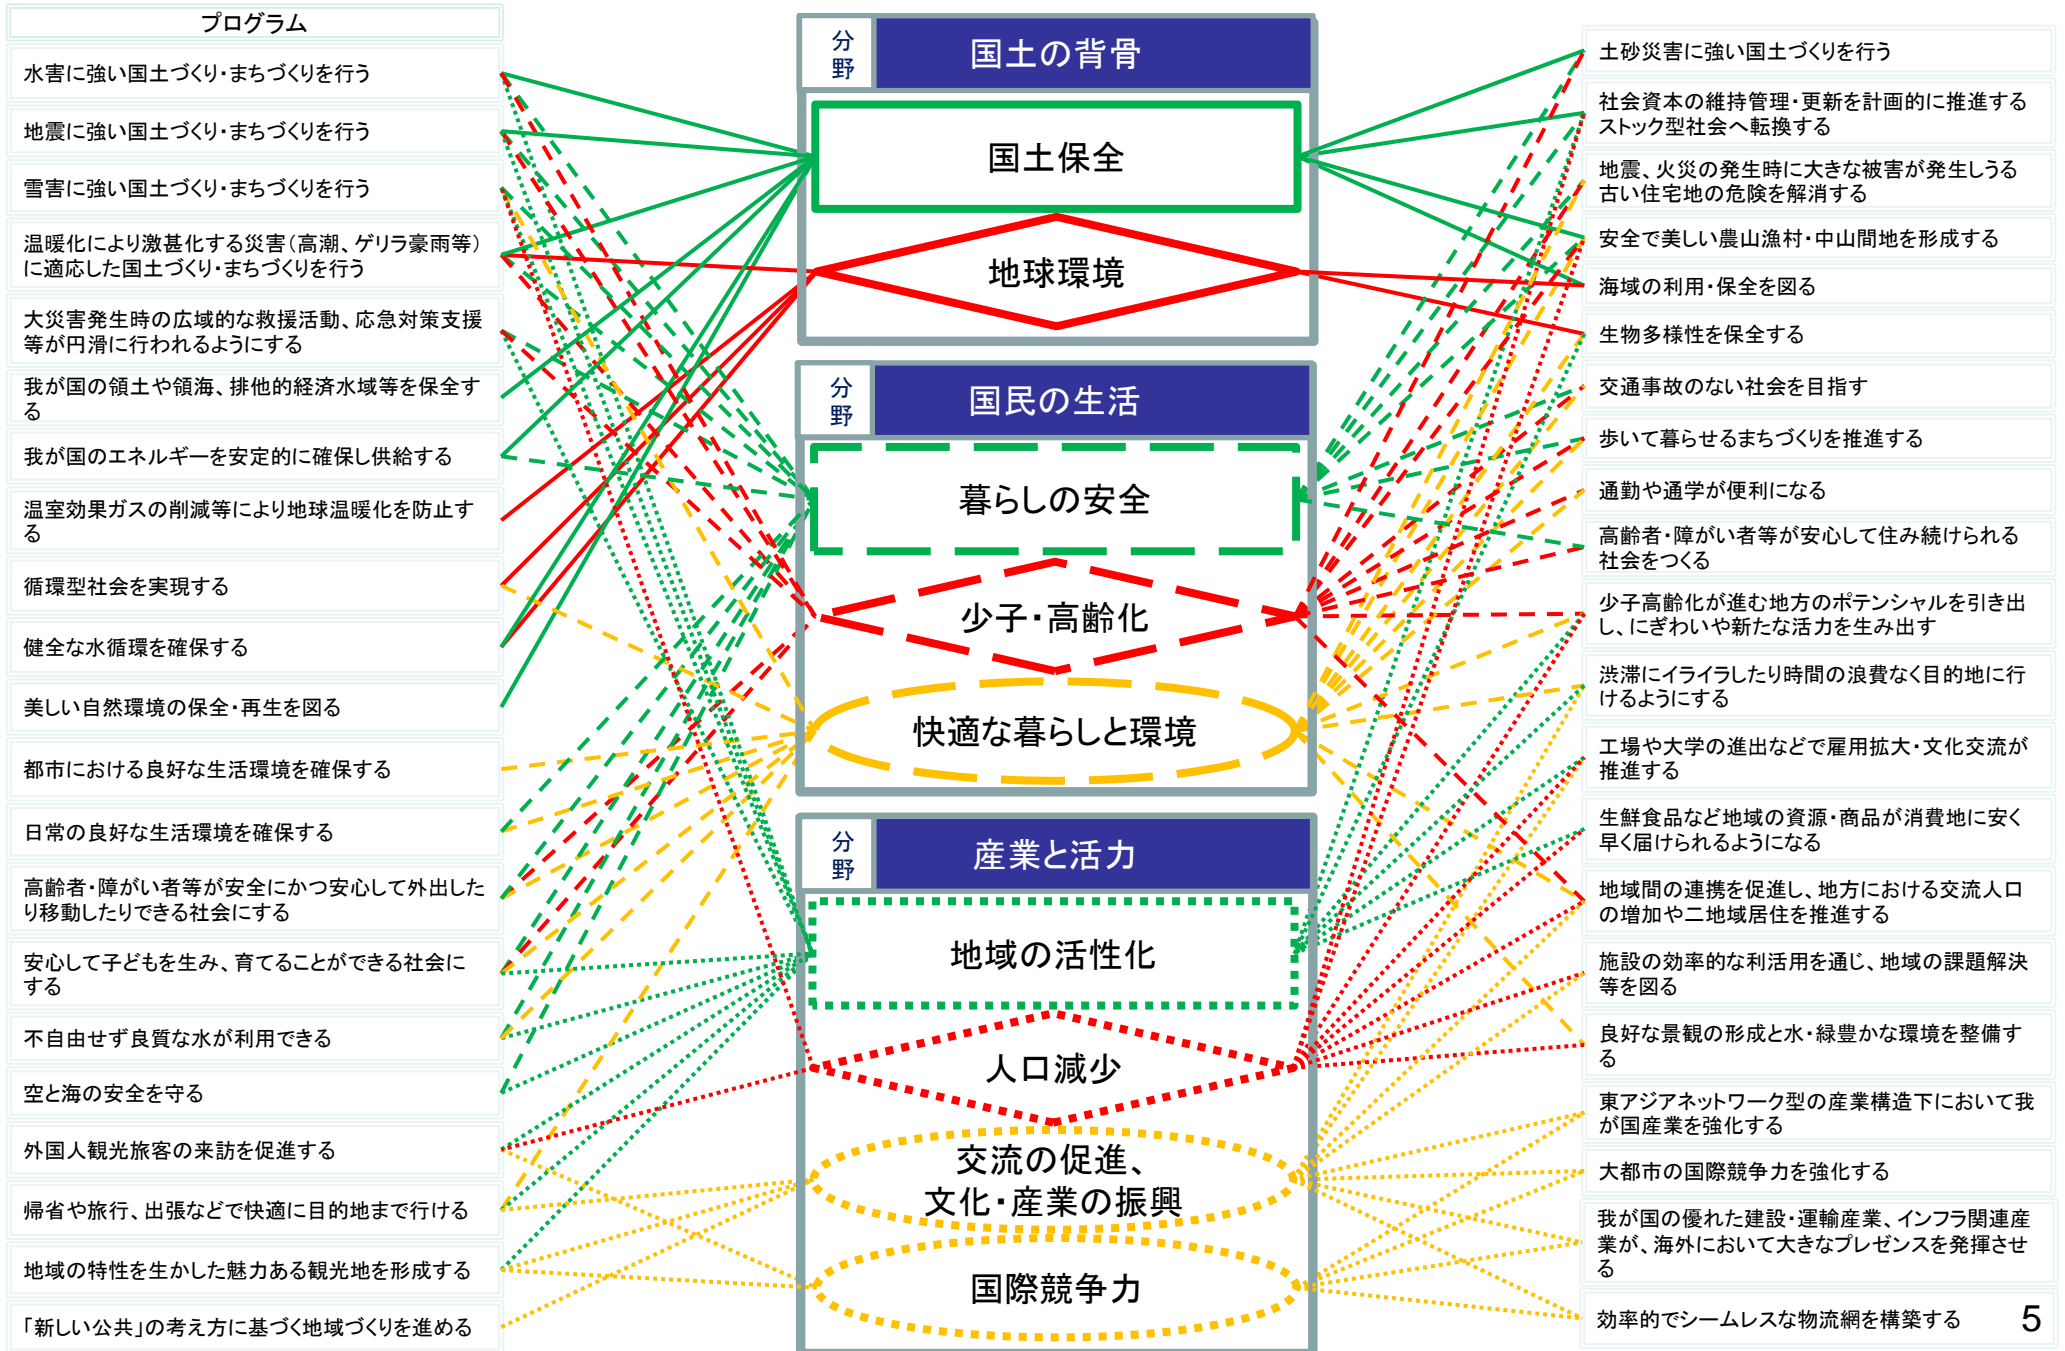 プログラム
水害に強い国土づくり・まちづくりを行う
地震に強い国土づくり・まちづくりを行う
雪害に強い国土づくり・まちづくりを行う
温暖化により激甚化する災害（高潮、ゲリラ豪雨等）
に適応した国土づくり・まちづくりを行う
大災害発生時の広域的な救援活動、応急対策支援
等が円滑に行われるようにする
我が国の領土や領海、排他的経済水域等を保全す
る
我が国のエネルギーを安定的に確保し供給する
温室効果ガスの削減等により地球温暖化を防止す
る
循環型社会を実現する
健全な水循環を確保する
美しい自然環境の保全・再生を図る
都市における良好な生活環境を確保する
日常の良好な生活環境を確保する
高齢者・障がい者等が安全にかつ安心して外出した
り移動したりできる社会にする
安心して子どもを生み、育てることができる社会に
する
不自由せず良質な水が利用できる
空と海の安全を守る
外国人観光旅客の来訪を促進する
帰省や旅行、出張などで快適に目的地まで行ける
地域の特性を生かした魅力ある観光地を形成する
「新しい公共」の考え方に基づく地域づくりを進める
分野
国土の背骨
国土保全
地球環境
分野
国民の生活
暮らしの安全
少子・高齢化
快適な暮らしと環境
分野
産業と活力
地域の活性化
人口減少
交流の促進、
文化・産業の振興
国際競争力
土砂災害に強い国土づくりを行う
社会資本の維持管理・更新を計画的に推進する
ストック型社会へ転換する
地震、火災の発生時に大きな被害が発生しうる
古い住宅地の危険を解消する
安全で美しい農山漁村・中山間地を形成する
海域の利用・保全を図る
生物多様性を保全する
交通事故のない社会を目指す
歩いて暮らせるまちづくりを推進する
通勤や通学が便利になる
高齢者・障がい者等が安心して住み続けられる
社会をつくる
少子高齢化が進む地方のポテンシャルを引き出
し、にぎわいや新たな活力を生み出す
渋滞にイライラしたり時間の浪費なく目的地に行
けるようにする
工場や大学の進出などで雇用拡大・文化交流が
推進する
生鮮食品など地域の資源・商品が消費地に安く
早く届けられるようになる
地域間の連携を促進し、地方における交流人口
の増加や二地域居住を推進する
施設の効率的な利活用を通じ、地域の課題解決
等を図る
良好な景観の形成と水・緑豊かな環境を整備す
る
東アジアネットワーク型の産業構造下において我
が国産業を強化する
大都市の国際競争力を強化する
我が国の優れた建設・運輸産業、インフラ関連産
業が、海外において大きなプレゼンスを発揮させ
る
効率的でシームレスな物流網を構築する
5